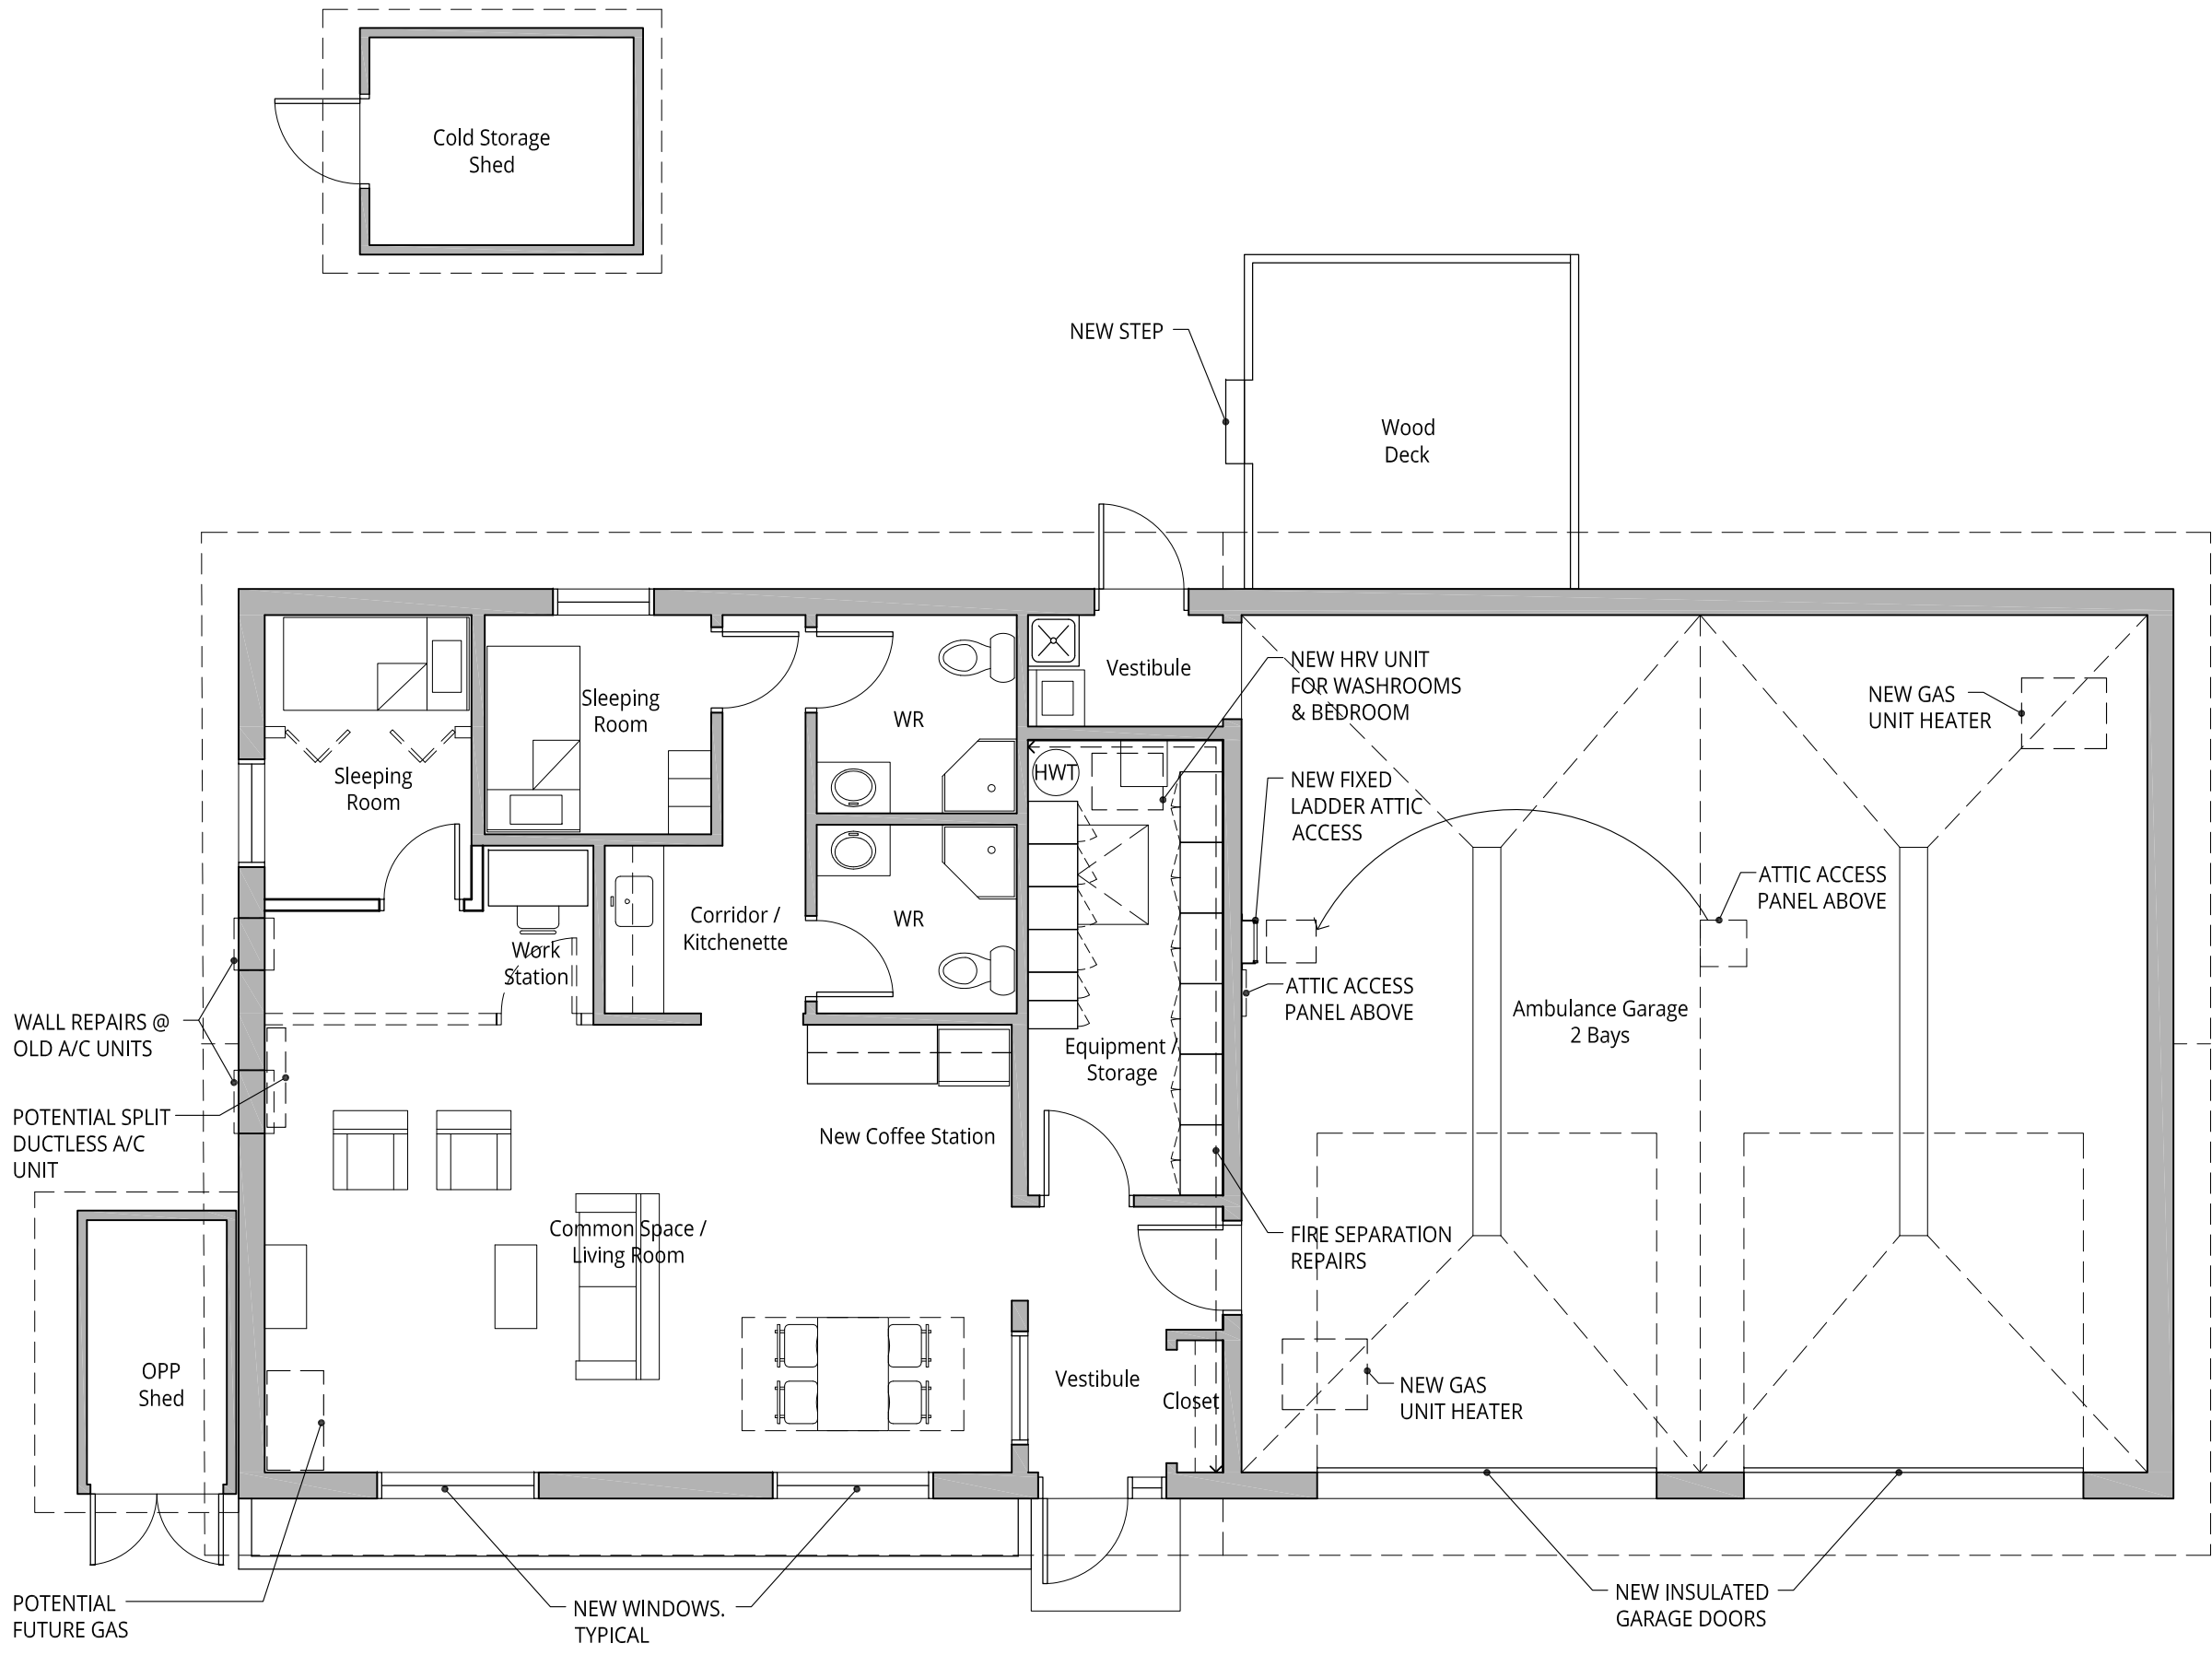 Cold Storage
Shed
NEW STEP
Wood
Deck
Vestibule
NEW HRV UNIT
FOR WASHROOMS
& BEDROOM
NEW GAS
UNIT HEATER
Sleeping
Room
WR
Sleeping
Room
HWT
NEW FIXED
LADDER ATTIC
ACCESS
ATTIC ACCESS
PANEL ABOVE
Corridor /
Kitchenette
WR
Work
Station
ATTIC ACCESS
PANEL ABOVE
Ambulance Garage
2 Bays
WALL REPAIRS @
OLD A/C UNITS
Equipment /
Storage
POTENTIAL SPLIT
DUCTLESS A/C
UNIT
New Coffee Station
Common Space /
Living Room
FIRE SEPARATION
REPAIRS
OPP
Shed
Vestibule
Closet
NEW GAS
UNIT HEATER
POTENTIAL
FUTURE GAS
NEW WINDOWS.
TYPICAL
NEW INSULATED
GARAGE DOORS